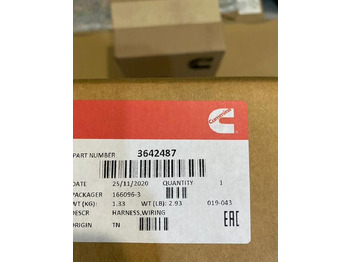 Cummins
PART NUMBER 3642487
DATE 25/11/2020 QUANTITY 1
PACKAGER 166096-3
WT (KG): 1.33 WT (LB): 2.93 019-043
DESCR HARNESS,WIRING
ORIGIN TN
EAC